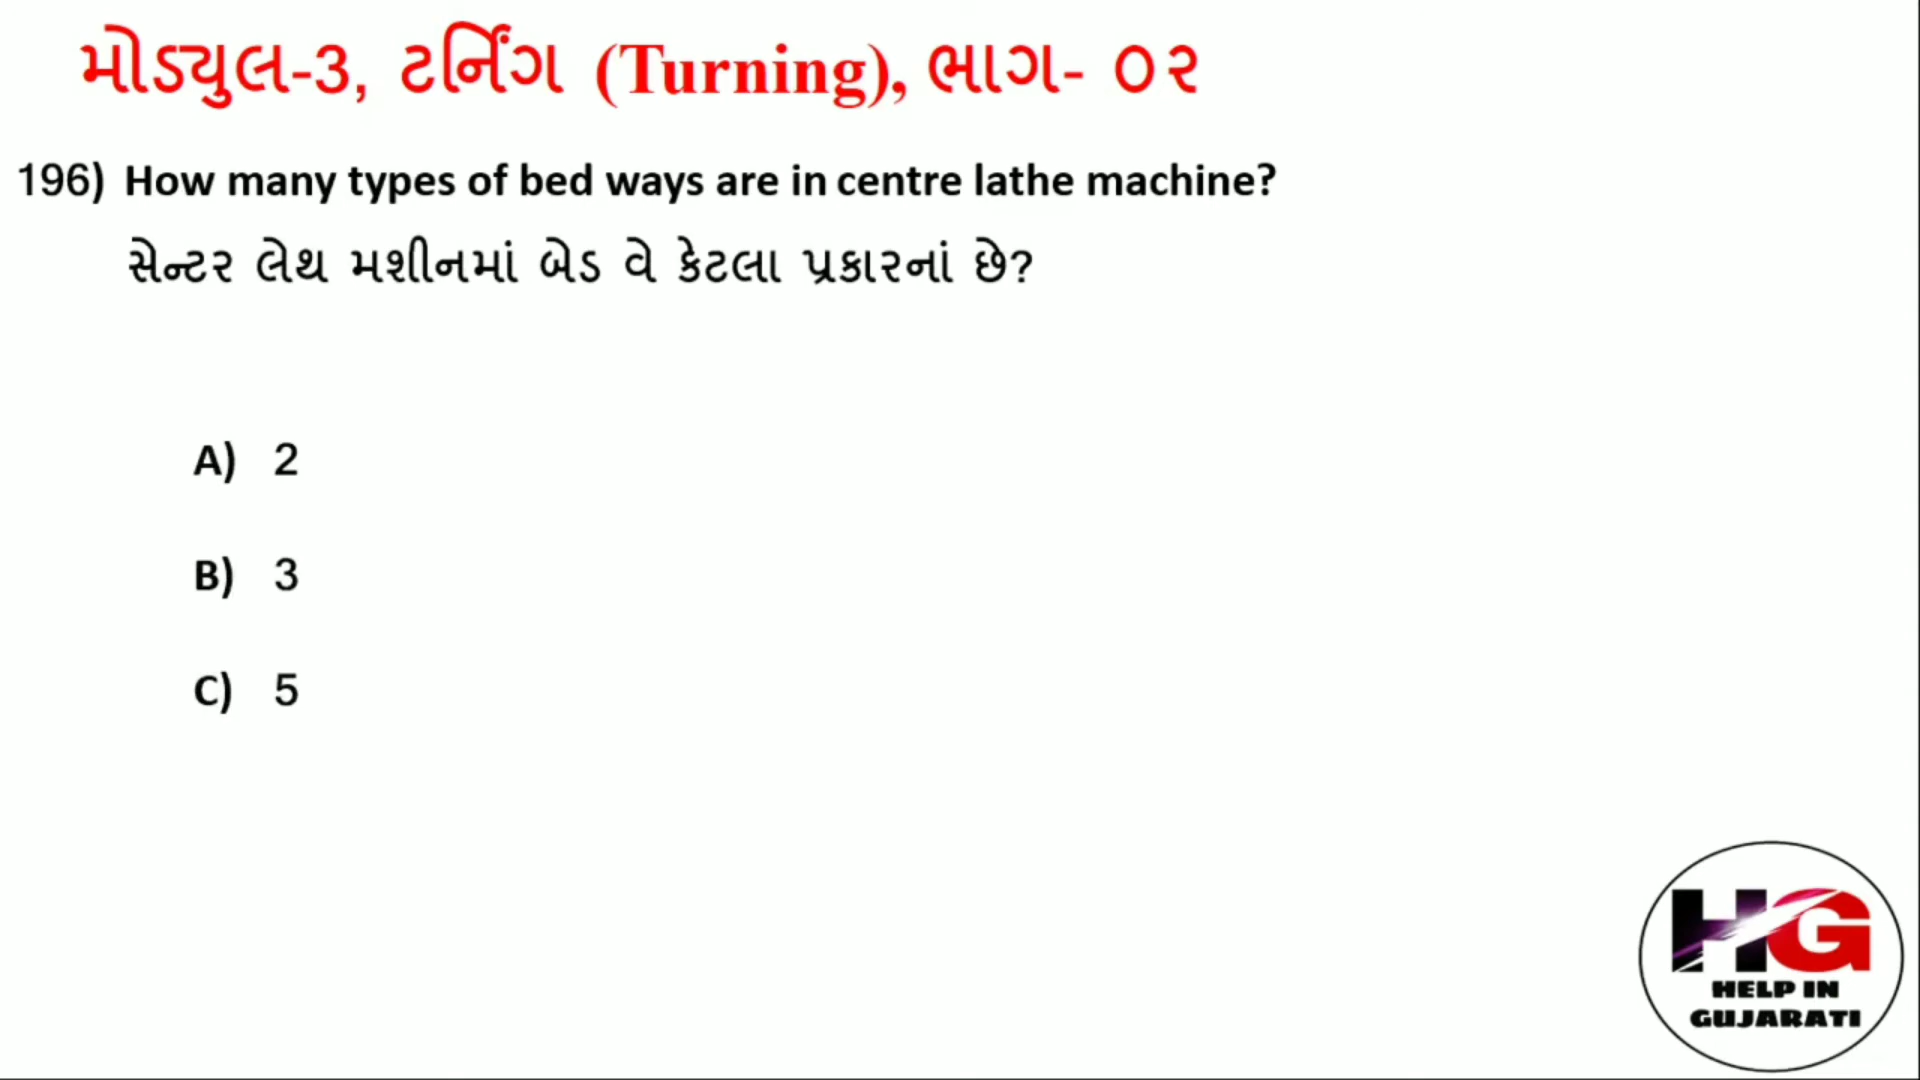 મોડ્યુલ-3, ટર્નિંગ (Turning), ભાગ- ૦૨
196) How many types of bed ways are in centre lathe machine?
સેન્ટર લેથ મશીનમાં બેડ વે કેટલા પ્રકારનાં છે?
A) 2
B) 3
C) 5
HG
HELP IN
GUJARATI